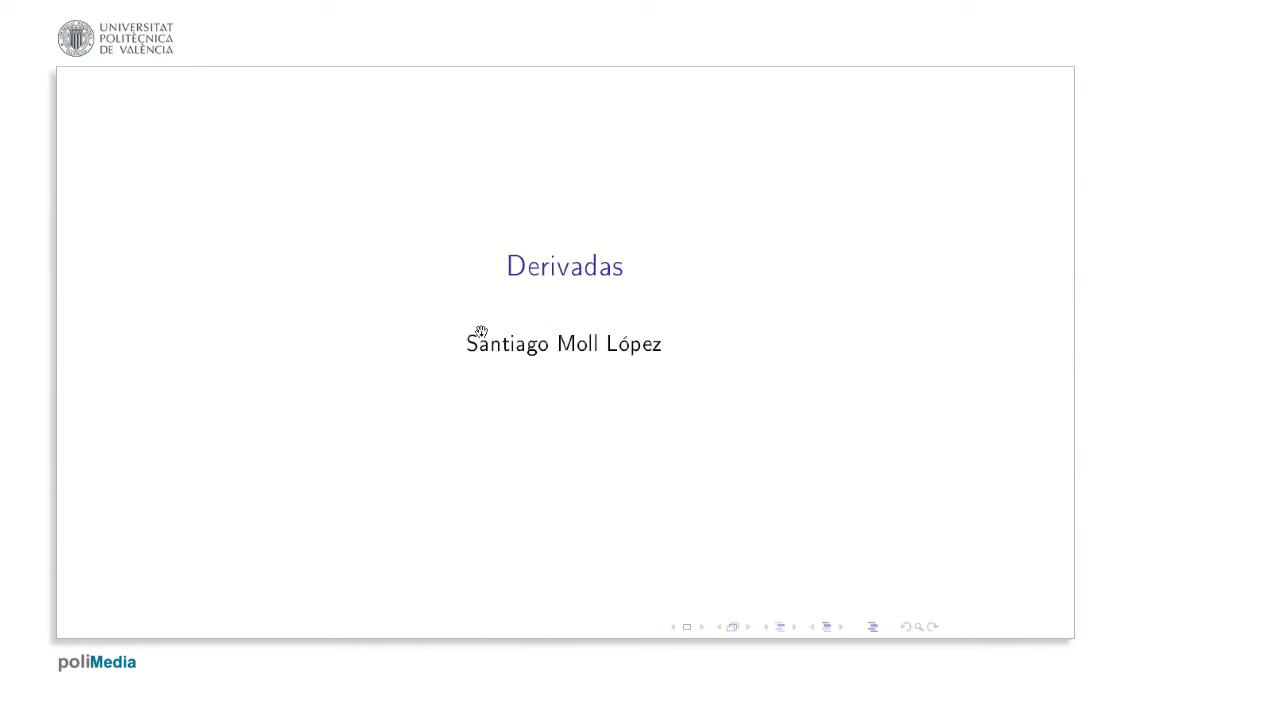 UNIVERSITAT
POLITÈCNICA
DE VALÈNCIA
Derivadas
Santiago Moll López
poliMedia